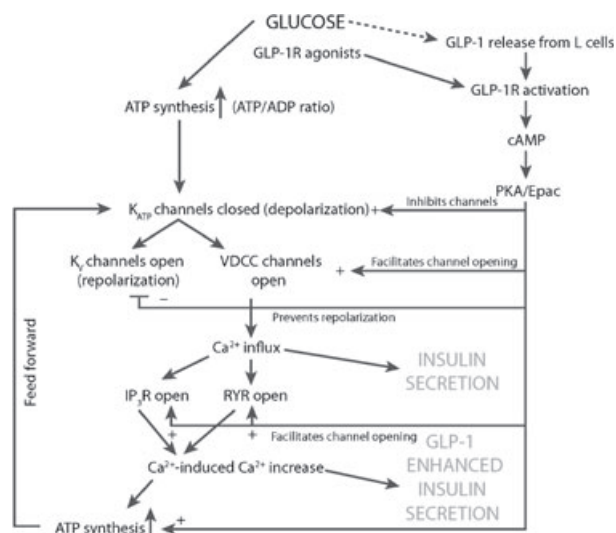 GLUCOSE
GLP-1 release from L cells
GLP-1R agonists
GLP-1R activation
ATP synthesis (ATP/ADP ratio)
cAMP
PKA/Epac
K_ATP channels closed (depolarization)+
Inhibits channels
K_V channels open
(repolarization)
VDCC channels
open
+
Facilitates channel opening
−
Prevents repolarization
Ca²⁺ influx
INSULIN
SECRETION
IP₃R open
RYR open
+
+
Facilitates channel opening
GLP-1
ENHANCED
INSULIN
SECRETION
Ca²⁺-induced Ca²⁺ increase
ATP synthesis
+
Feed forward